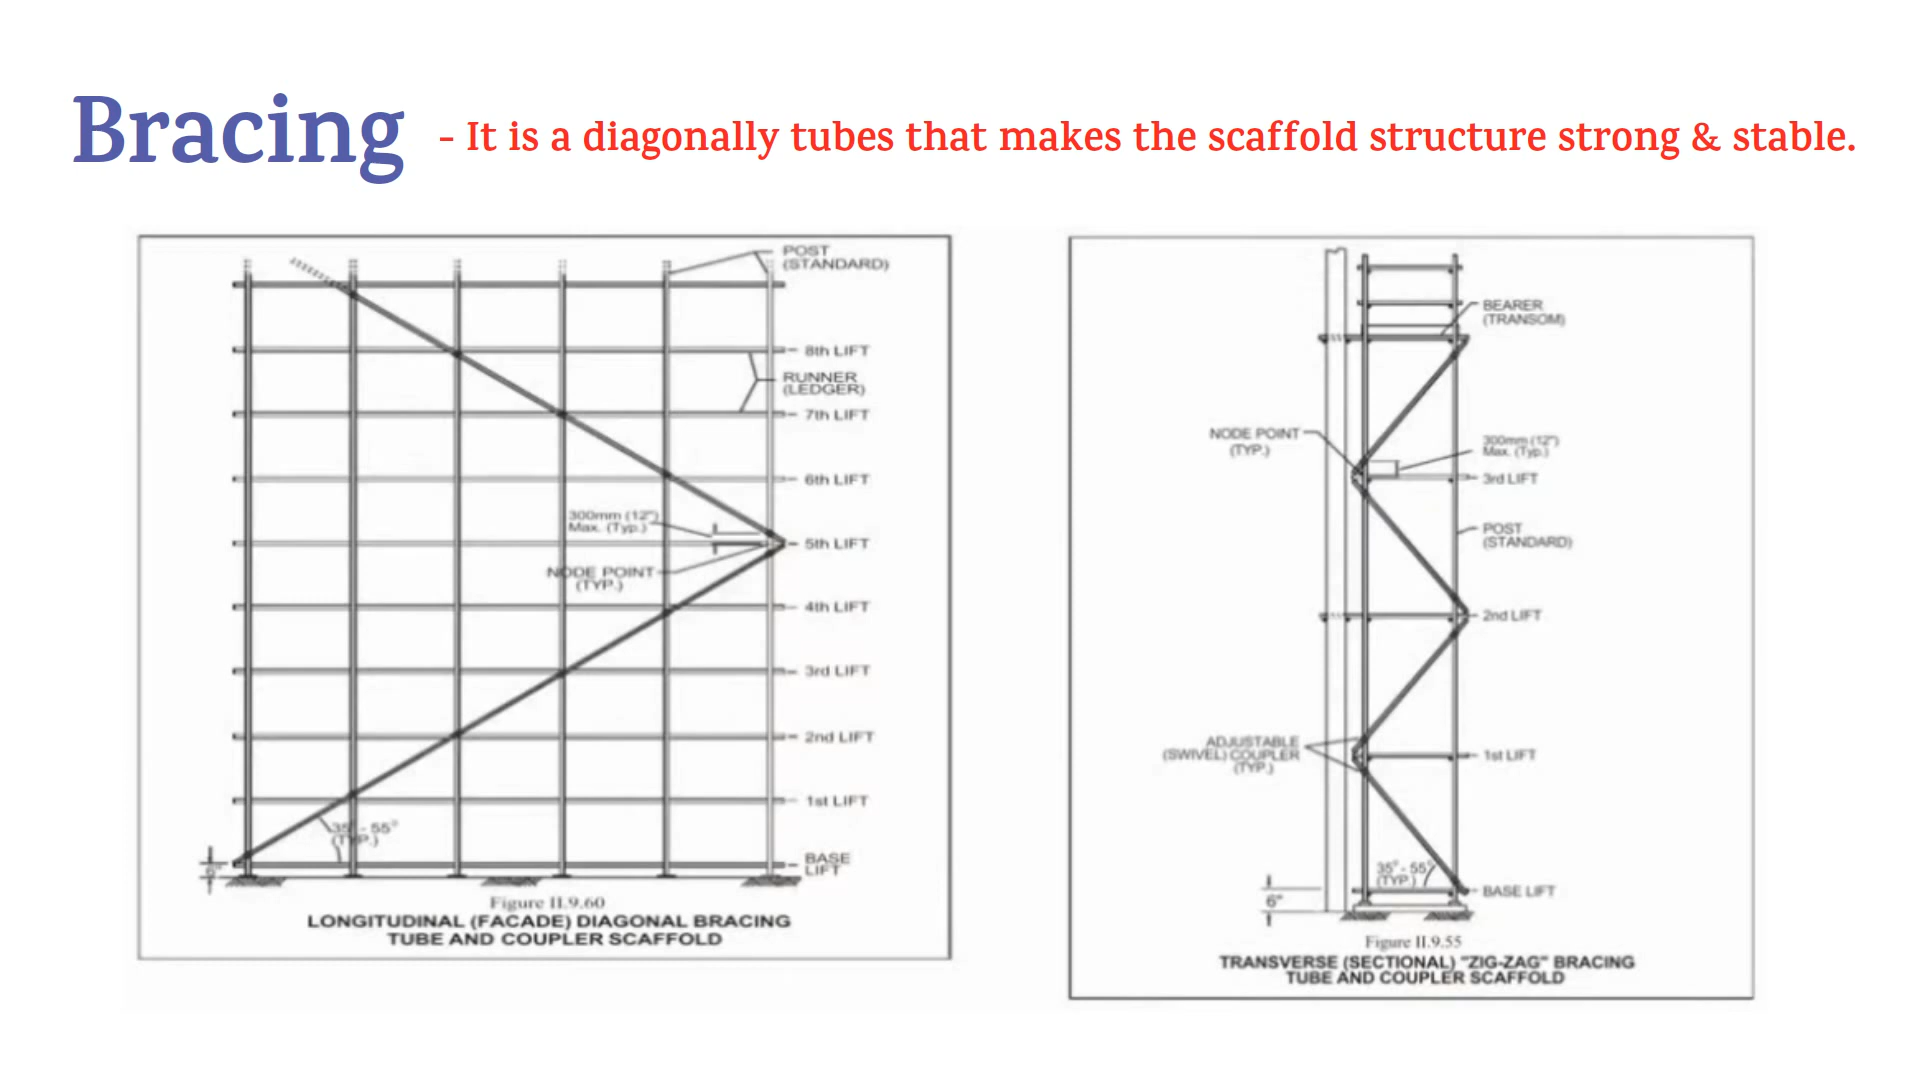 Bracing - It is a diagonally tubes that makes the scaffold structure strong & stable.
POST
(STANDARD)
8th LIFT
RUNNER
(LEDGER)
7th LIFT
6th LIFT
300mm (12")
Max. (Typ.)
5th LIFT
NODE POINT
(TYP.)
4th LIFT
3rd LIFT
2nd LIFT
1st LIFT
35° - 55°
(TYP.)
BASE
LIFT
Figure II.9.60
LONGITUDINAL (FACADE) DIAGONAL BRACING
TUBE AND COUPLER SCAFFOLD
BEARER
(TRANSOM)
NODE POINT
(TYP.)
300mm (12")
Max. (Typ.)
3rd LIFT
POST
(STANDARD)
2nd LIFT
ADJUSTABLE
(SWIVEL) COUPLER
(TYP.)
1st LIFT
35° - 55°
(TYP.)
BASE LIFT
6"
Figure II.9.55
TRANSVERSE (SECTIONAL) "ZIG-ZAG" BRACING
TUBE AND COUPLER SCAFFOLD